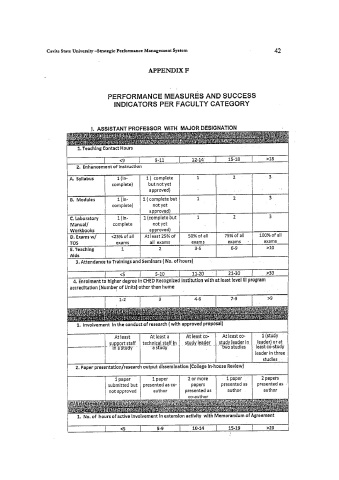 Cavite State University –Strategic Performance Management System 42
APPENDIX F
PERFORMANCE MEASURES AND SUCCESS
INDICATORS PER FACULTY CATEGORY
I. ASSISTANT PROFESSOR WITH MAJOR DESIGNATION
1. Teaching Contact Hours
<9 9-11 12-14 15-18 >18
2. Enhancement of Instruction
A. Syllabus 1 (In-complete) 1 ( complete but not yet approved) 1 2 3
B. Modules 1 (In-complete) 1 ( complete but not yet approved) 1 2 3
C. Laboratory Manual/ Workbooks 1 (In-complete 1 (complete but not yet approved) 1 2 3
D. Exams w/ TOS <25% of all exams At least 25% of all exams 50% of all exams 75% of all exams 100% of all exams
E. Teaching Aids 1 2 3-5 6-9 >10
3. Attendance to Trainings and Seminars ( No. of hours)
<5 5-10 11-20 21-30 >30
4. Enrolment to higher degree in CHED Recognized institution with at least level III program
accreditation (Number of Units) other than home
1-2 3 4-6 7-9 >9
1. Involvement in the conduct of research ( with approved proposal)
At least support staff in a study At least a technical staff in a study At least co-study leader At least co-study leader in two studies 1 (study leader) or at least co-study leader in three studies
2. Paper presentation/research output dissemination (College In-house Review)
1 paper submitted but not approved 1 paper presented as co-author 2 or more papers presented as co-author 1 paper presented as author 2 papers presented as author
1. No. of hours of active involvement in extension activity with Memorandum of Agreement
<5 5-9 10-14 15-19 >20